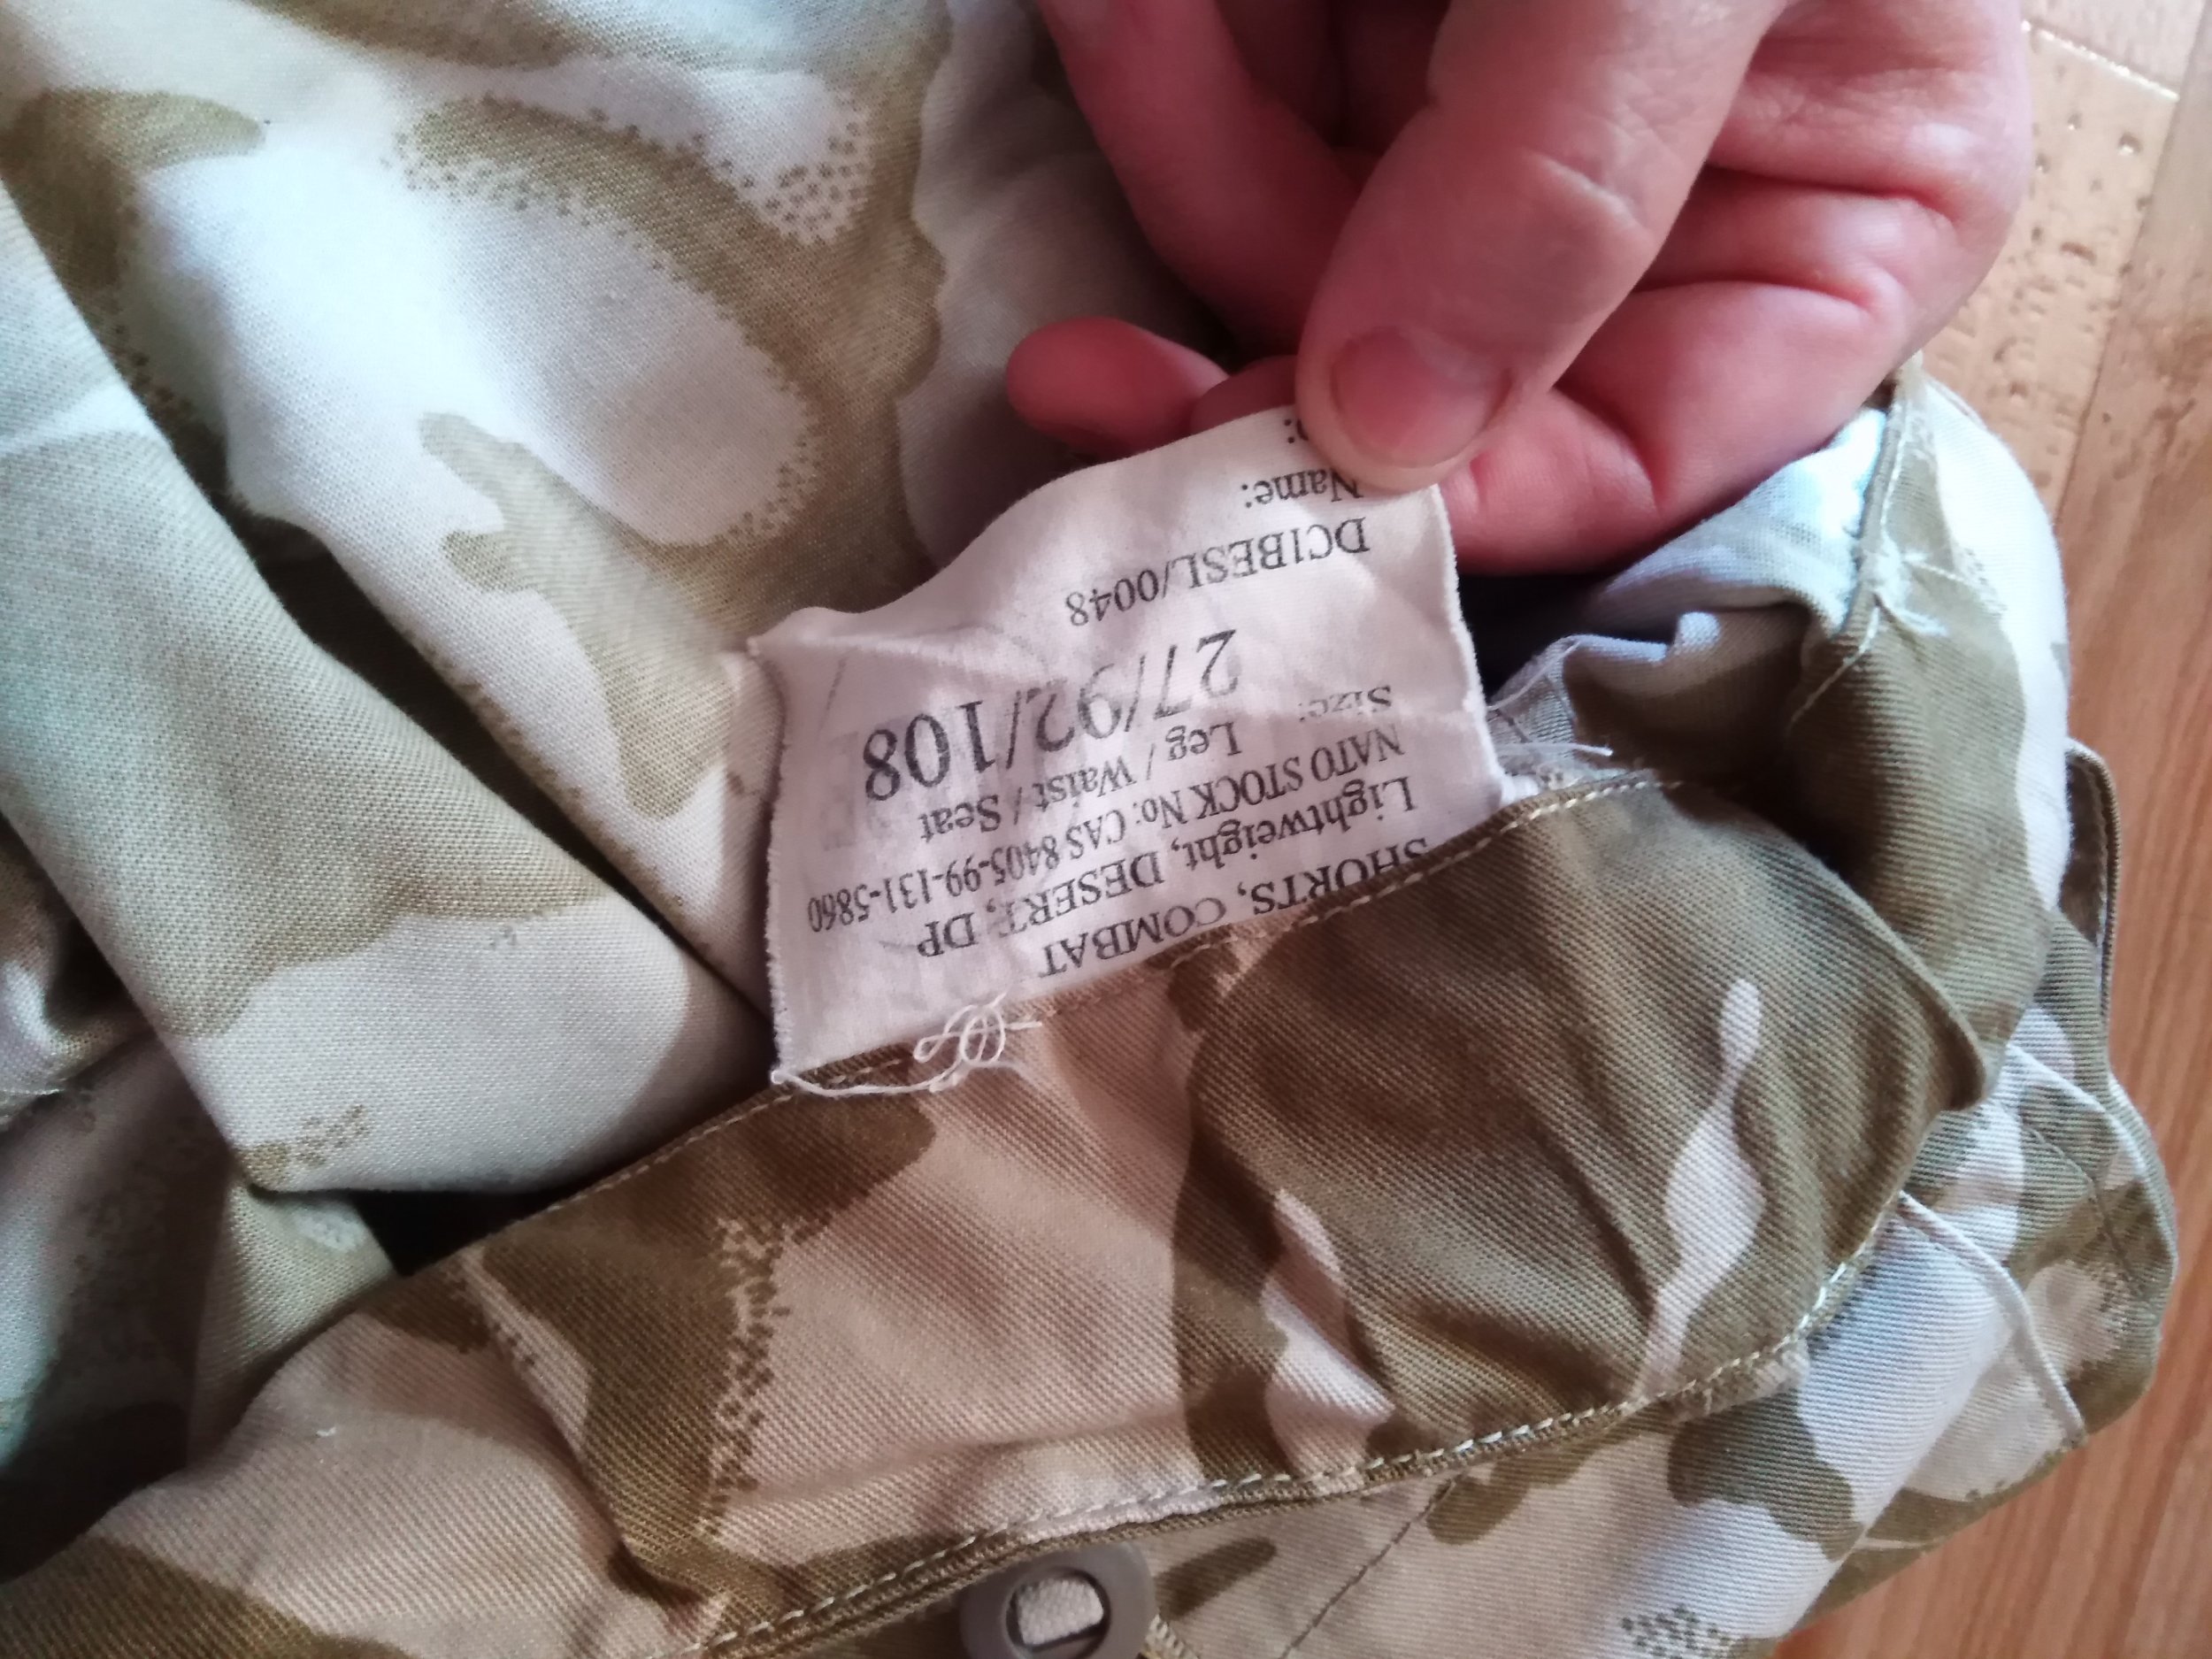 SHORTS, COMBAT
Lightweight, DESERT, DP
NATO STOCK No: CAS 8405-99-131-5860
Leg / Waist / Seat
Size:
27/92/108
DC1BESL/0048
Name: